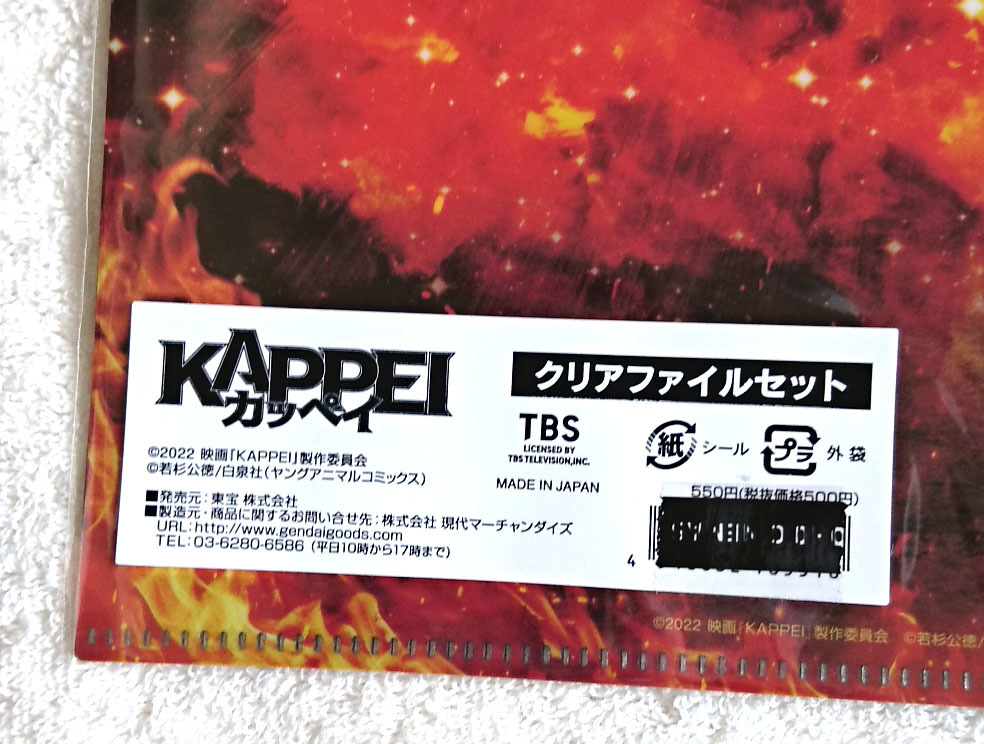 KAPPEI
カッペイ
©2022 映画「KAPPEI」製作委員会
©若杉公徳/白泉社(ヤングアニマルコミックス)
■発売元:東宝 株式会社
■製造元・商品に関するお問い合せ先:株式会社 現代マーチャンダイズ
URL:http://www.gendaigoods.com
TEL:03-6280-6586 (平日10時から17時まで)
クリアファイルセット
TBS
LICENSED BY
TBS TELEVISION,INC.
MADE IN JAPAN
紙 シール プラ 外袋
550円(税抜価格500円)
4
©2022 映画「KAPPEI」製作委員会 ©若杉公徳/